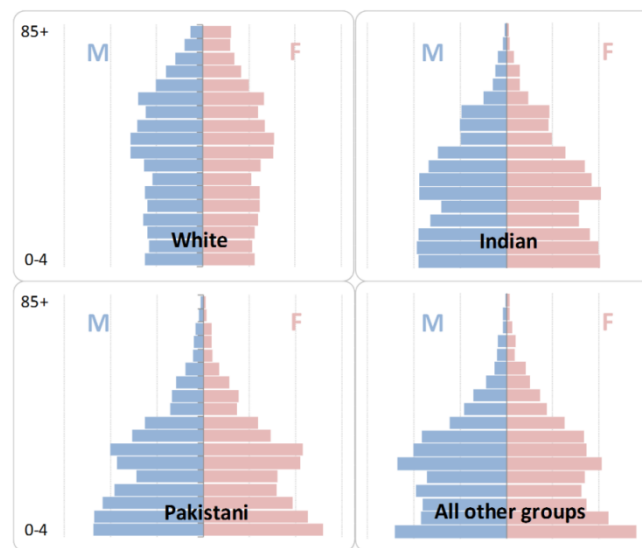 85+
M F
M F
0-4
White
Indian
85+
M F
M F
0-4
Pakistani
All other groups